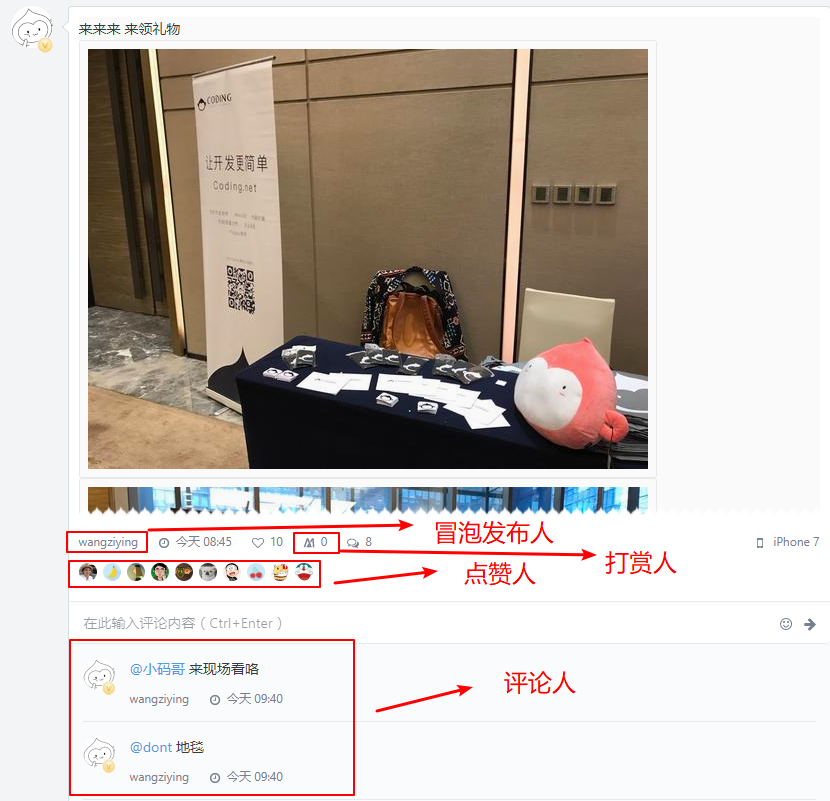 来来来 来领礼物
CODING
让开发更简单
Coding.net
wangziying 今天 08:45 10 0 8 iPhone 7
冒泡发布人
打赏人
点赞人
在此输入评论内容（Ctrl+Enter）
@小码哥 来现场看咯
wangziying 今天 09:40
评论人
@dont 地毯
wangziying 今天 09:40